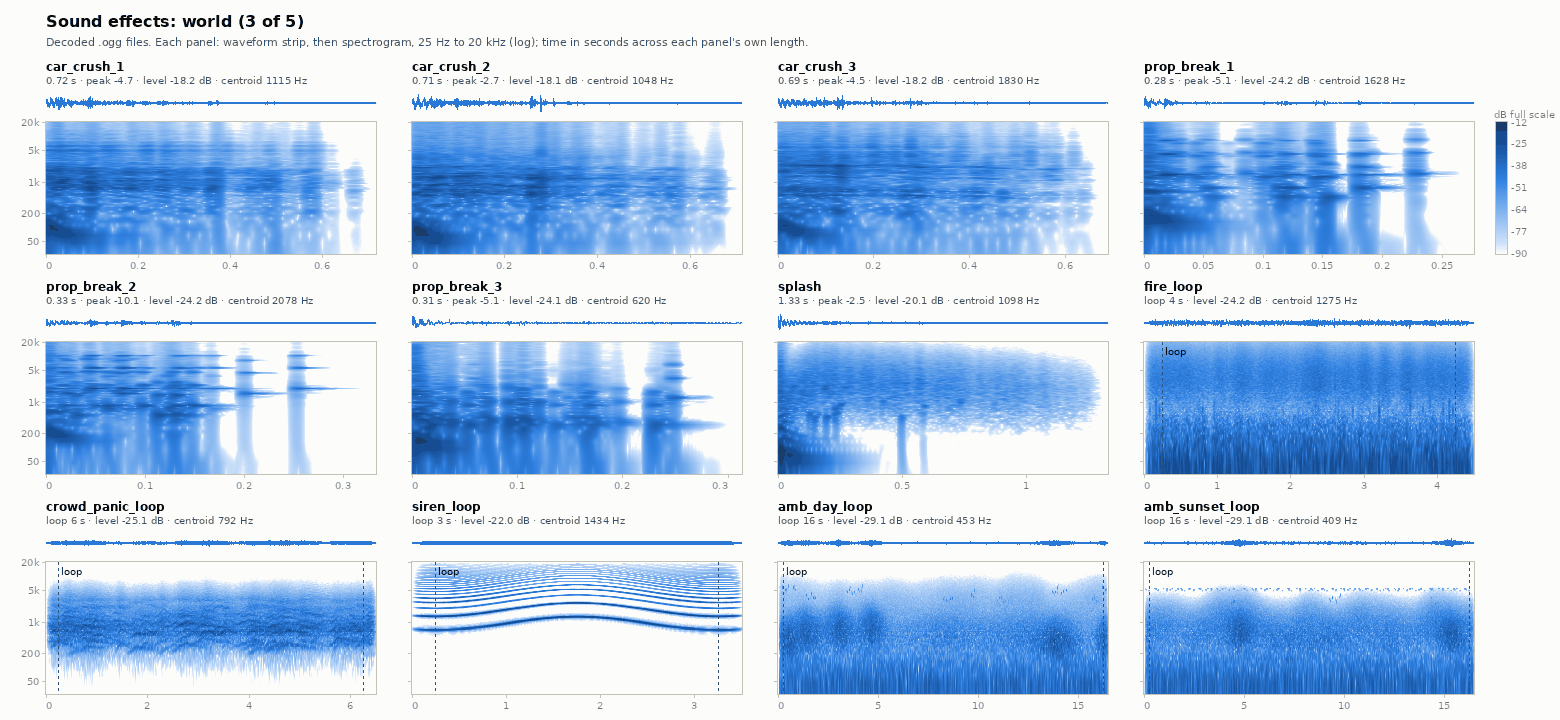 Sound effects: world (3 of 5)
Decoded .ogg files. Each panel: waveform strip, then spectrogram, 25 Hz to 20 kHz (log); time in seconds across each panel's own length.
car_crush_1
0.72 s · peak -4.7 · level -18.2 dB · centroid 1115 Hz
20k
5k
1k
200
50
0 0.2 0.4 0.6
car_crush_2
0.71 s · peak -2.7 · level -18.1 dB · centroid 1048 Hz
0 0.2 0.4 0.6
car_crush_3
0.69 s · peak -4.5 · level -18.2 dB · centroid 1830 Hz
0 0.2 0.4 0.6
prop_break_1
0.28 s · peak -5.1 · level -24.2 dB · centroid 1628 Hz
0 0.05 0.1 0.15 0.2 0.25
dB full scale
-12
-25
-38
-51
-64
-77
-90
prop_break_2
0.33 s · peak -10.1 · level -24.2 dB · centroid 2078 Hz
20k
5k
1k
200
50
0 0.1 0.2 0.3
prop_break_3
0.31 s · peak -5.1 · level -24.1 dB · centroid 620 Hz
0 0.1 0.2 0.3
splash
1.33 s · peak -2.5 · level -20.1 dB · centroid 1098 Hz
0 0.5 1
fire_loop
loop 4 s · level -24.2 dB · centroid 1275 Hz
loop
0 1 2 3 4
crowd_panic_loop
loop 6 s · level -25.1 dB · centroid 792 Hz
loop
20k
5k
1k
200
50
0 2 4 6
siren_loop
loop 3 s · level -22.0 dB · centroid 1434 Hz
loop
0 1 2 3
amb_day_loop
loop 16 s · level -29.1 dB · centroid 453 Hz
loop
0 5 10 15
amb_sunset_loop
loop 16 s · level -29.1 dB · centroid 409 Hz
loop
0 5 10 15